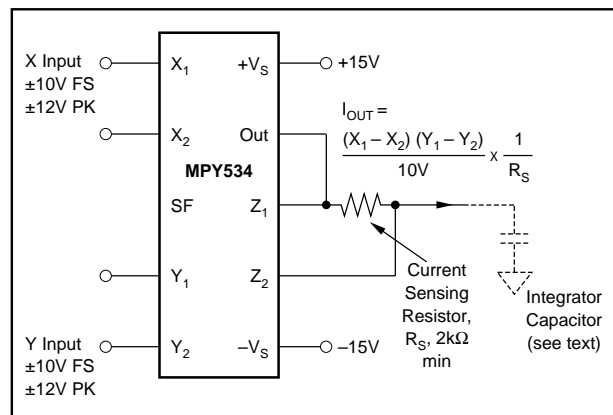 X Input
±10V FS
±12V PK
X1
X2
SF
Y1
Y2
Y Input
±10V FS
±12V PK
MPY534
+VS
Out
Z1
Z2
–VS
+15V
–15V
IOUT =
(X1 – X2) (Y1 – Y2)
10V
x
1
RS
Current
Sensing
Resistor,
RS, 2kΩ
min
Integrator
Capacitor
(see text)